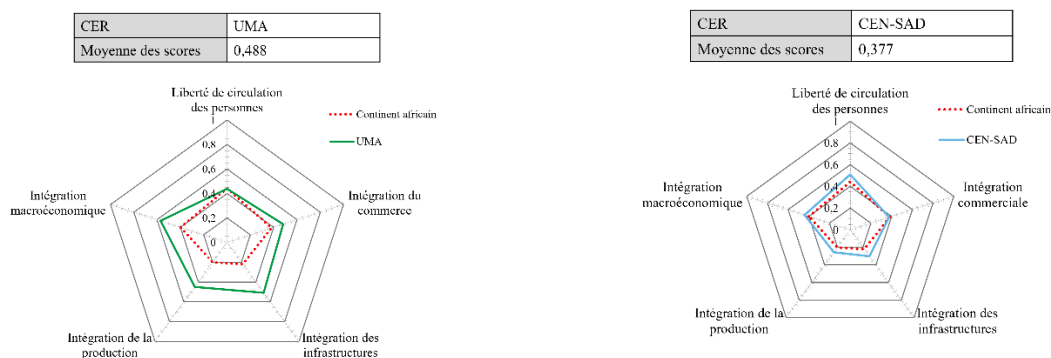 CER UMA
Moyenne des scores 0,488
Liberté de circulation
des personnes
1
0,8
0,6
0,4
0,2
0
Continent africain
UMA
Intégration
macroéconomique
Intégration du
commerce
Intégration de la
production
Intégration des
infrastructures
CER CEN-SAD
Moyenne des scores 0,377
Liberté de circulation
des personnes
1
0,8
0,6
0,4
0,2
0
Continent africain
CEN-SAD
Intégration
macroéconomique
Intégration
commerciale
Intégration de la
production
Intégration des
infrastructures